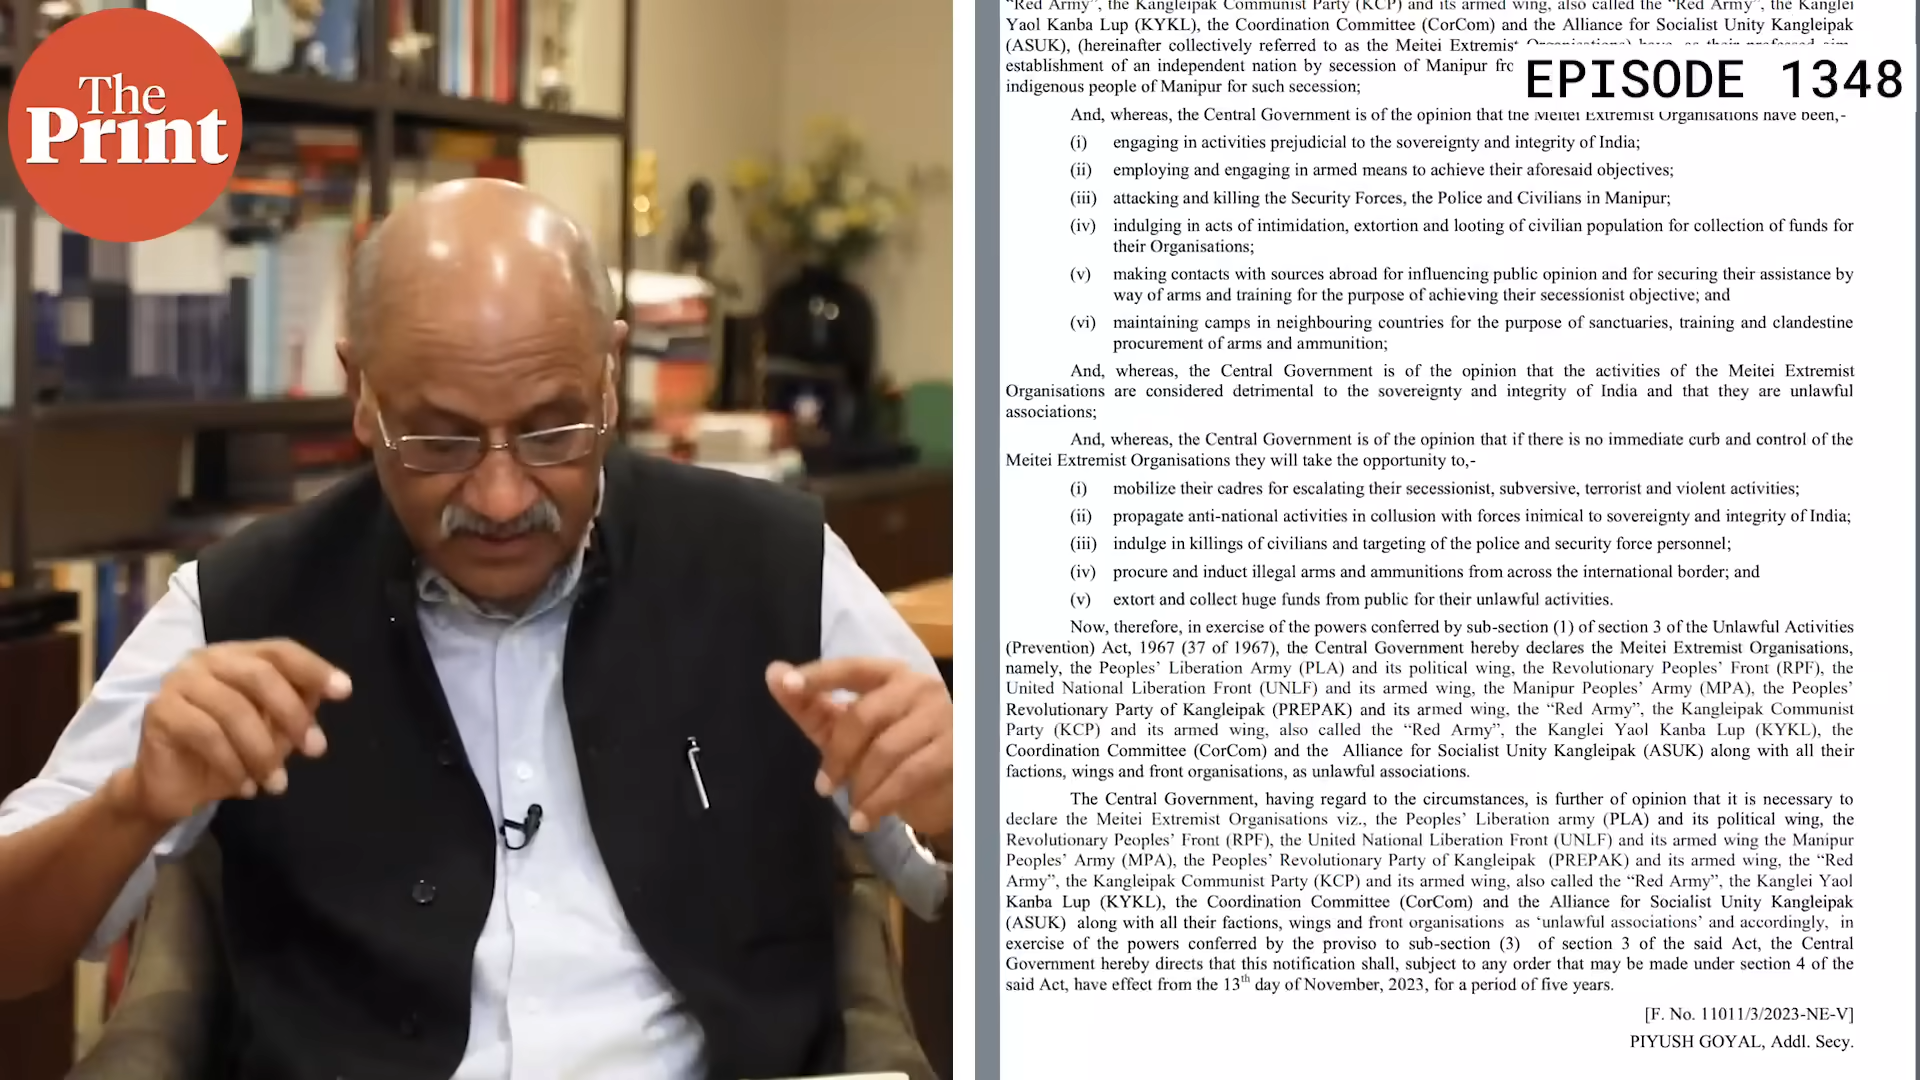 The
Print
EPISODE 1348
“Red Army”, the Kangleipak Communist Party (KCP) and its armed wing, also called the “Red Army”, the Kanglei
Yaol Kanba Lup (KYKL), the Coordination Committee (CorCom) and the Alliance for Socialist Unity Kangleipak
(ASUK), (hereinafter collectively referred to as the Meitei Extremist Organisations) have, as their professed aim,
establishment of an independent nation by secession of Manipur
indigenous people of Manipur for such secession;
And, whereas, the Central Government is of the opinion that the Meitei Extremist Organisations have been,-
(i) engaging in activities prejudicial to the sovereignty and integrity of India;
(ii) employing and engaging in armed means to achieve their aforesaid objectives;
(iii) attacking and killing the Security Forces, the Police and Civilians in Manipur;
(iv) indulging in acts of intimidation, extortion and looting of civilian population for collection of funds for
their Organisations;
(v) making contacts with sources abroad for influencing public opinion and for securing their assistance by
way of arms and training for the purpose of achieving their secessionist objective; and
(vi) maintaining camps in neighbouring countries for the purpose of sanctuaries, training and clandestine
procurement of arms and ammunition;
And, whereas, the Central Government is of the opinion that the activities of the Meitei Extremist
Organisations are considered detrimental to the sovereignty and integrity of India and that they are unlawful
associations;
And, whereas, the Central Government is of the opinion that if there is no immediate curb and control of the
Meitei Extremist Organisations they will take the opportunity to,-
(i) mobilize their cadres for escalating their secessionist, subversive, terrorist and violent activities;
(ii) propagate anti-national activities in collusion with forces inimical to sovereignty and integrity of India;
(iii) indulge in killings of civilians and targeting of the police and security force personnel;
(iv) procure and induct illegal arms and ammunitions from across the international border; and
(v) extort and collect huge funds from public for their unlawful activities.
Now, therefore, in exercise of the powers conferred by sub-section (1) of section 3 of the Unlawful Activities
(Prevention) Act, 1967 (37 of 1967), the Central Government hereby declares the Meitei Extremist Organisations,
namely, the Peoples’ Liberation Army (PLA) and its political wing, the Revolutionary Peoples’ Front (RPF), the
United National Liberation Front (UNLF) and its armed wing, the Manipur Peoples’ Army (MPA), the Peoples’
Revolutionary Party of Kangleipak (PREPAK) and its armed wing, the “Red Army”, the Kangleipak Communist
Party (KCP) and its armed wing, also called the “Red Army”, the Kanglei Yaol Kanba Lup (KYKL), the
Coordination Committee (CorCom) and the Alliance for Socialist Unity Kangleipak (ASUK) along with all their
factions, wings and front organisations, as unlawful associations.
The Central Government, having regard to the circumstances, is further of opinion that it is necessary to
declare the Meitei Extremist Organisations viz., the Peoples’ Liberation army (PLA) and its political wing, the
Revolutionary Peoples’ Front (RPF), the United National Liberation Front (UNLF) and its armed wing the Manipur
Peoples’ Army (MPA), the Peoples’ Revolutionary Party of Kangleipak (PREPAK) and its armed wing, the “Red
Army”, the Kangleipak Communist Party (KCP) and its armed wing, also called the “Red Army”, the Kanglei Yaol
Kanba Lup (KYKL), the Coordination Committee (CorCom) and the Alliance for Socialist Unity Kangleipak
(ASUK) along with all their factions, wings and front organisations as ‘unlawful associations’ and accordingly, in
exercise of the powers conferred by the proviso to sub-section (3) of section 3 of the said Act, the Central
Government hereby directs that this notification shall, subject to any order that may be made under section 4 of the
said Act, have effect from the 13th day of November, 2023, for a period of five years.
[F. No. 11011/3/2023-NE-V]
PIYUSH GOYAL, Addl. Secy.